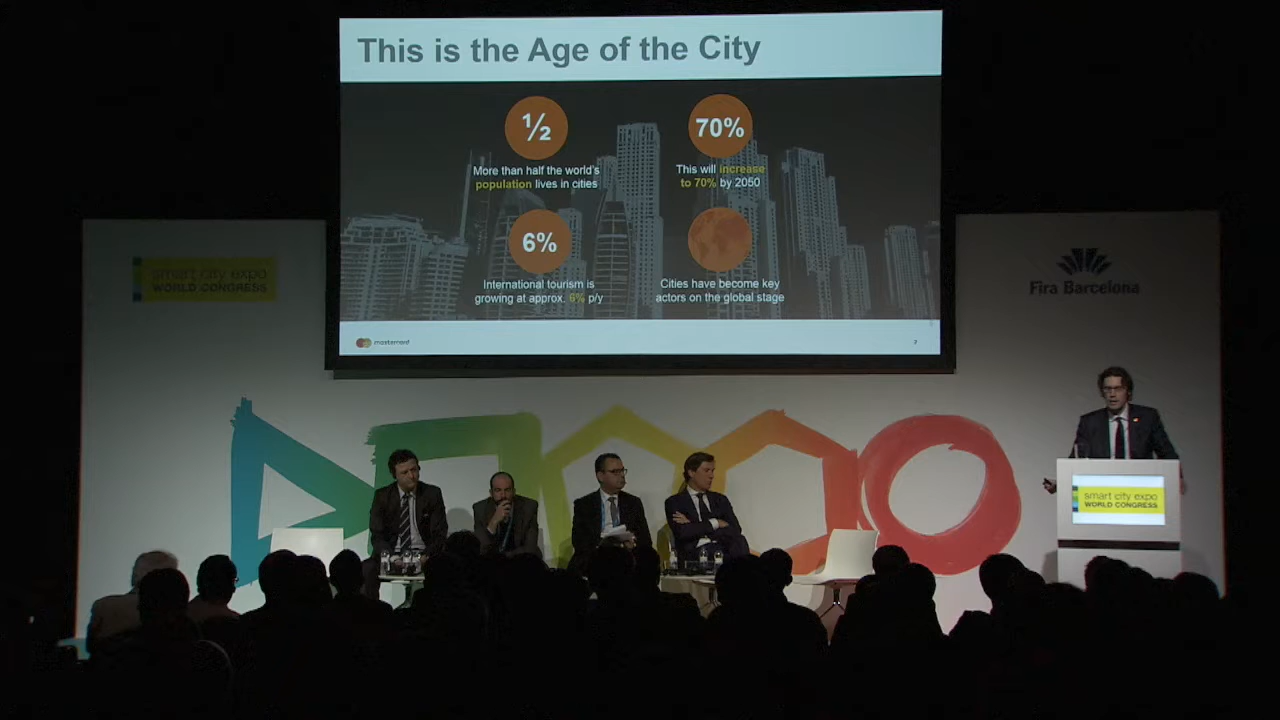 This is the Age of the City
½
70%
More than half the world's
population lives in cities
This will increase
to 70% by 2050
6%
International tourism is
growing at approx. 6% p/y
Cities have become key
actors on the global stage
mastercard
2
smart city expo
WORLD CONGRESS
Fira Barcelona
smart city expo
WORLD CONGRESS